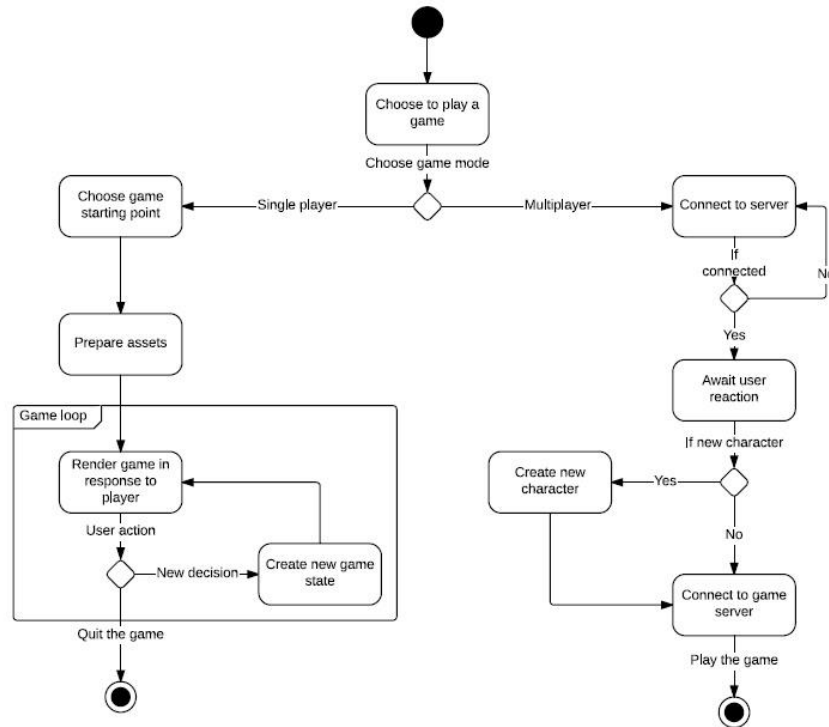 Choose to play a
game
Choose game mode
Choose game
starting point
Single player
Multiplayer
Connect to server
If
connected
No
Yes
Prepare assets
Await user
reaction
If new character
Game loop
Render game in
response to
player
Create new
character
Yes
User action
No
New decision
Create new game
state
Connect to game
server
Quit the game
Play the game